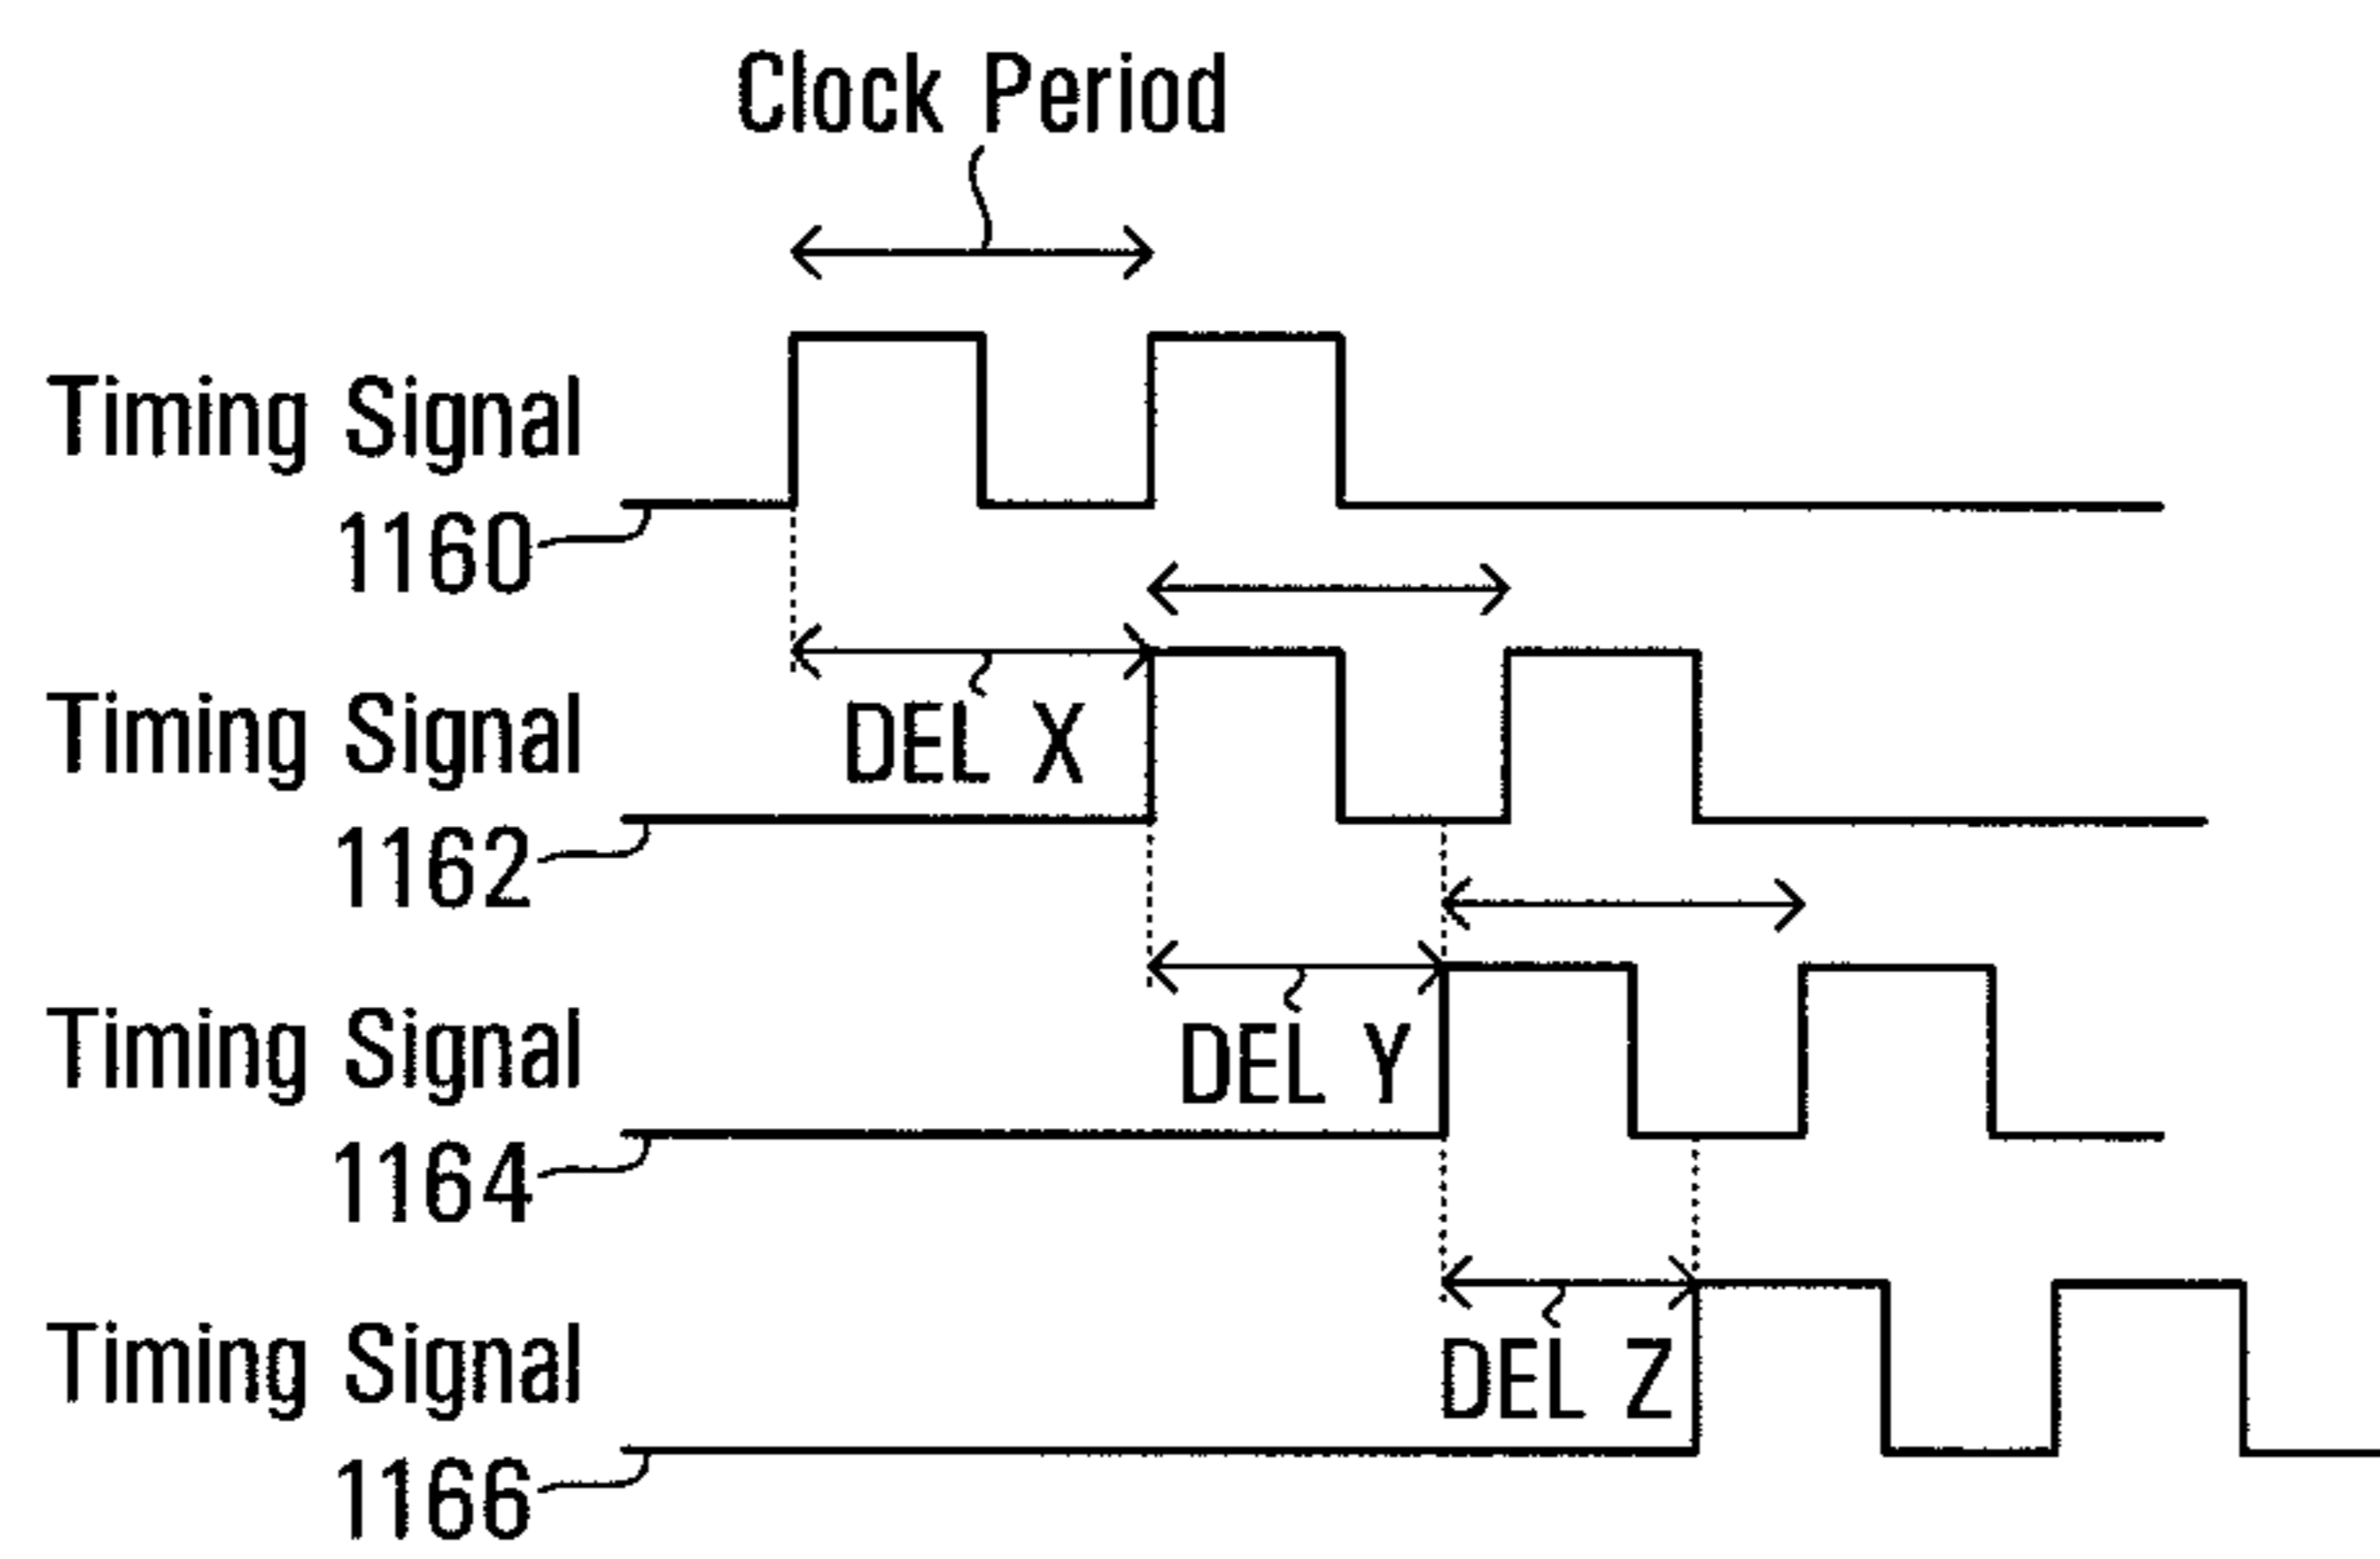 Clock Period
Timing Signal
1160
DEL X
Timing Signal
1162
DEL Y
Timing Signal
1164
DEL Z
Timing Signal
1166